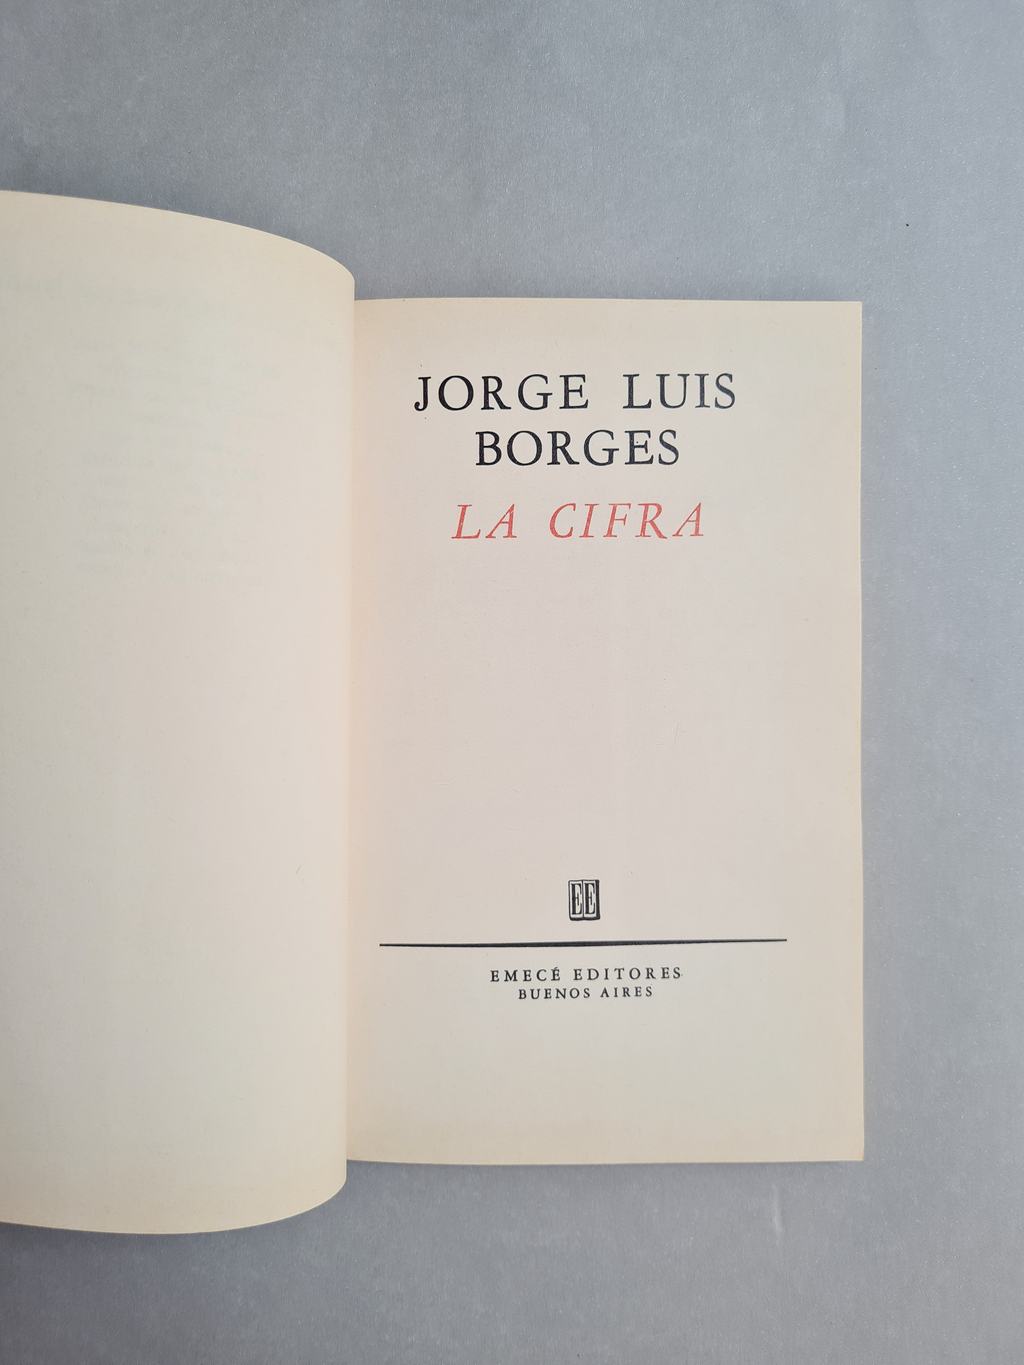 JORGE LUIS
BORGES
LA CIFRA
EE
EMECÉ EDITORES
BUENOS AIRES